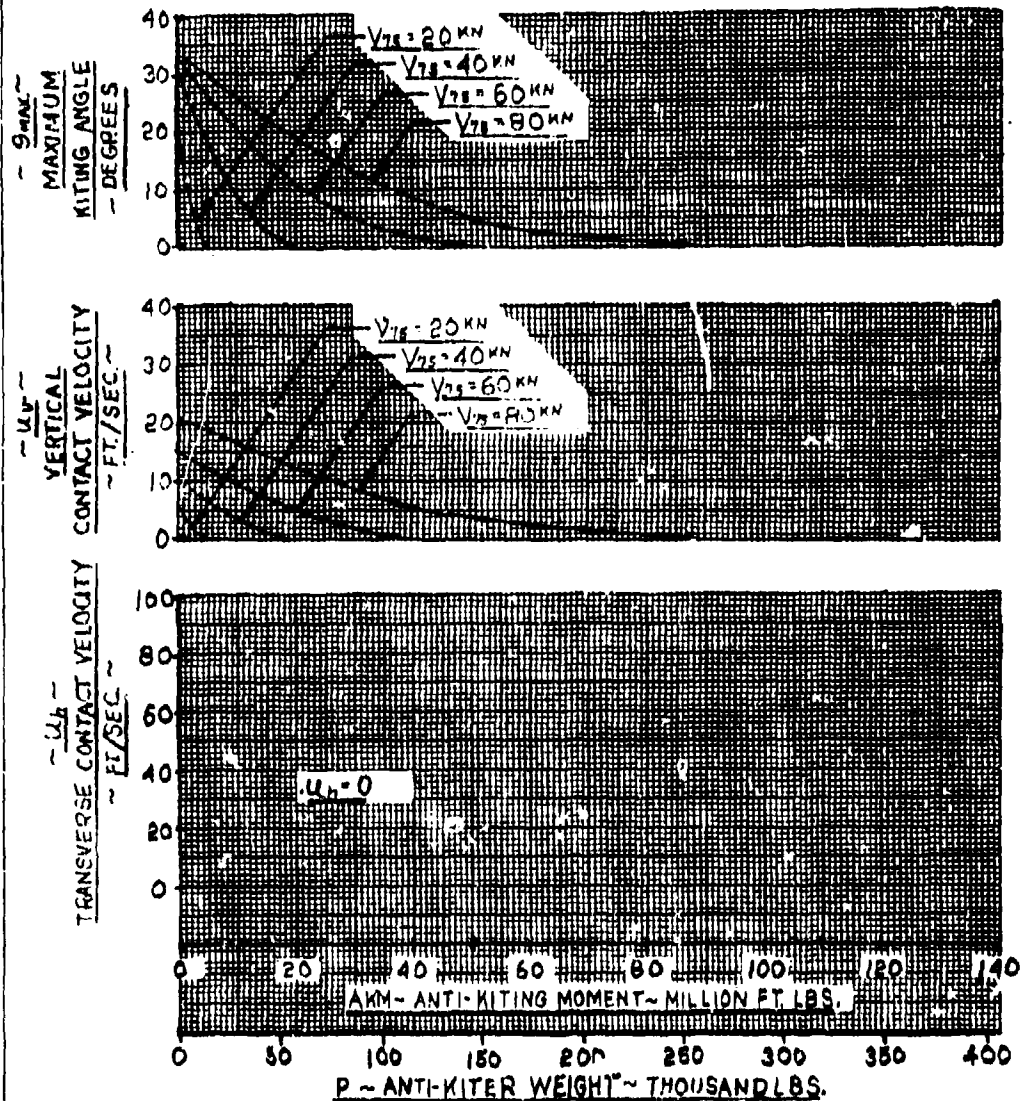 40
30
20
10
0
~ θmax ~
MAXIMUM
KITING ANGLE
~ DEGREES
V75 = 20 KN
V75 = 40 KN
V75 = 60 KN
V75 = 80 KN
40
30
20
10
0
~ uv ~
VERTICAL
CONTACT VELOCITY
~ FT./SEC. ~
V75 = 20 KN
V75 = 40 KN
V75 = 60 KN
V75 = 80 KN
100
80
60
40
20
0
~ uh ~
TRANSVERSE CONTACT VELOCITY
~ FT/SEC ~
uh = 0
0 20 40 60 80 100 120 140
AKM ~ ANTI-KITING MOMENT ~ MILLION FT. LBS.
0 50 100 150 200 250 300 350 400
P ~ ANTI-KITER WEIGHT ~ THOUSAND LBS.